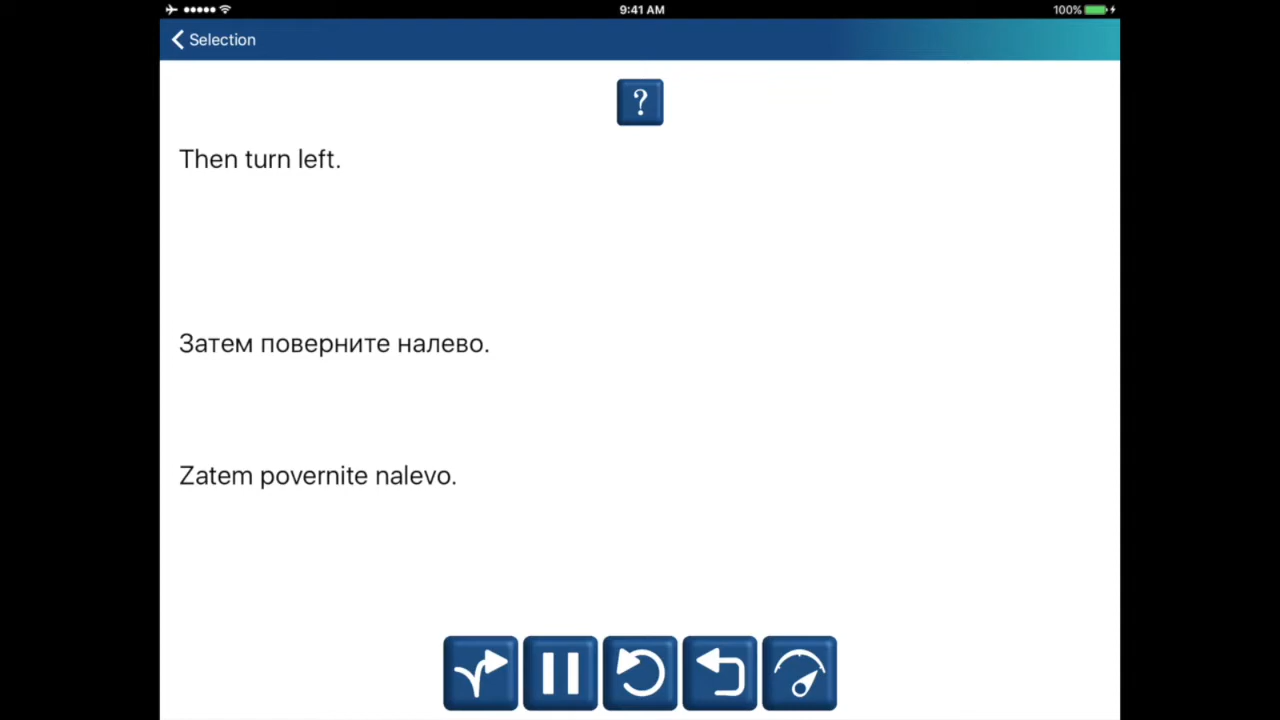 9:41 AM
100%
Selection
?
Then turn left.
Затем поверните налево.
Zatem povernite nalevo.